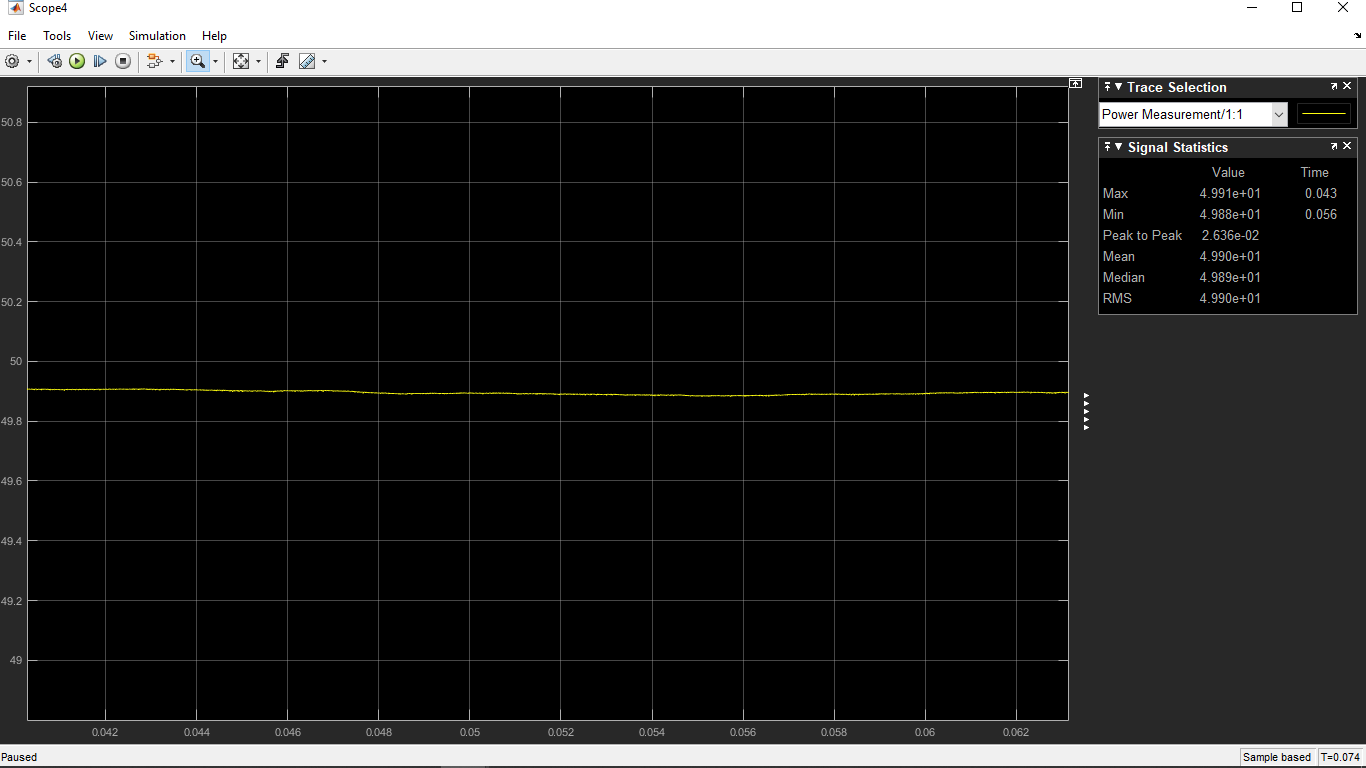 Scope4
File Tools View Simulation Help
50.8
50.6
50.4
50.2
50
49.8
49.6
49.4
49.2
49
0.042 0.044 0.046 0.048 0.05 0.052 0.054 0.056 0.058 0.06 0.062
Trace Selection
Power Measurement/1:1
Signal Statistics
Value Time
Max 4.991e+01 0.043
Min 4.988e+01 0.056
Peak to Peak 2.636e-02
Mean 4.990e+01
Median 4.989e+01
RMS 4.990e+01
Paused Sample based T=0.074